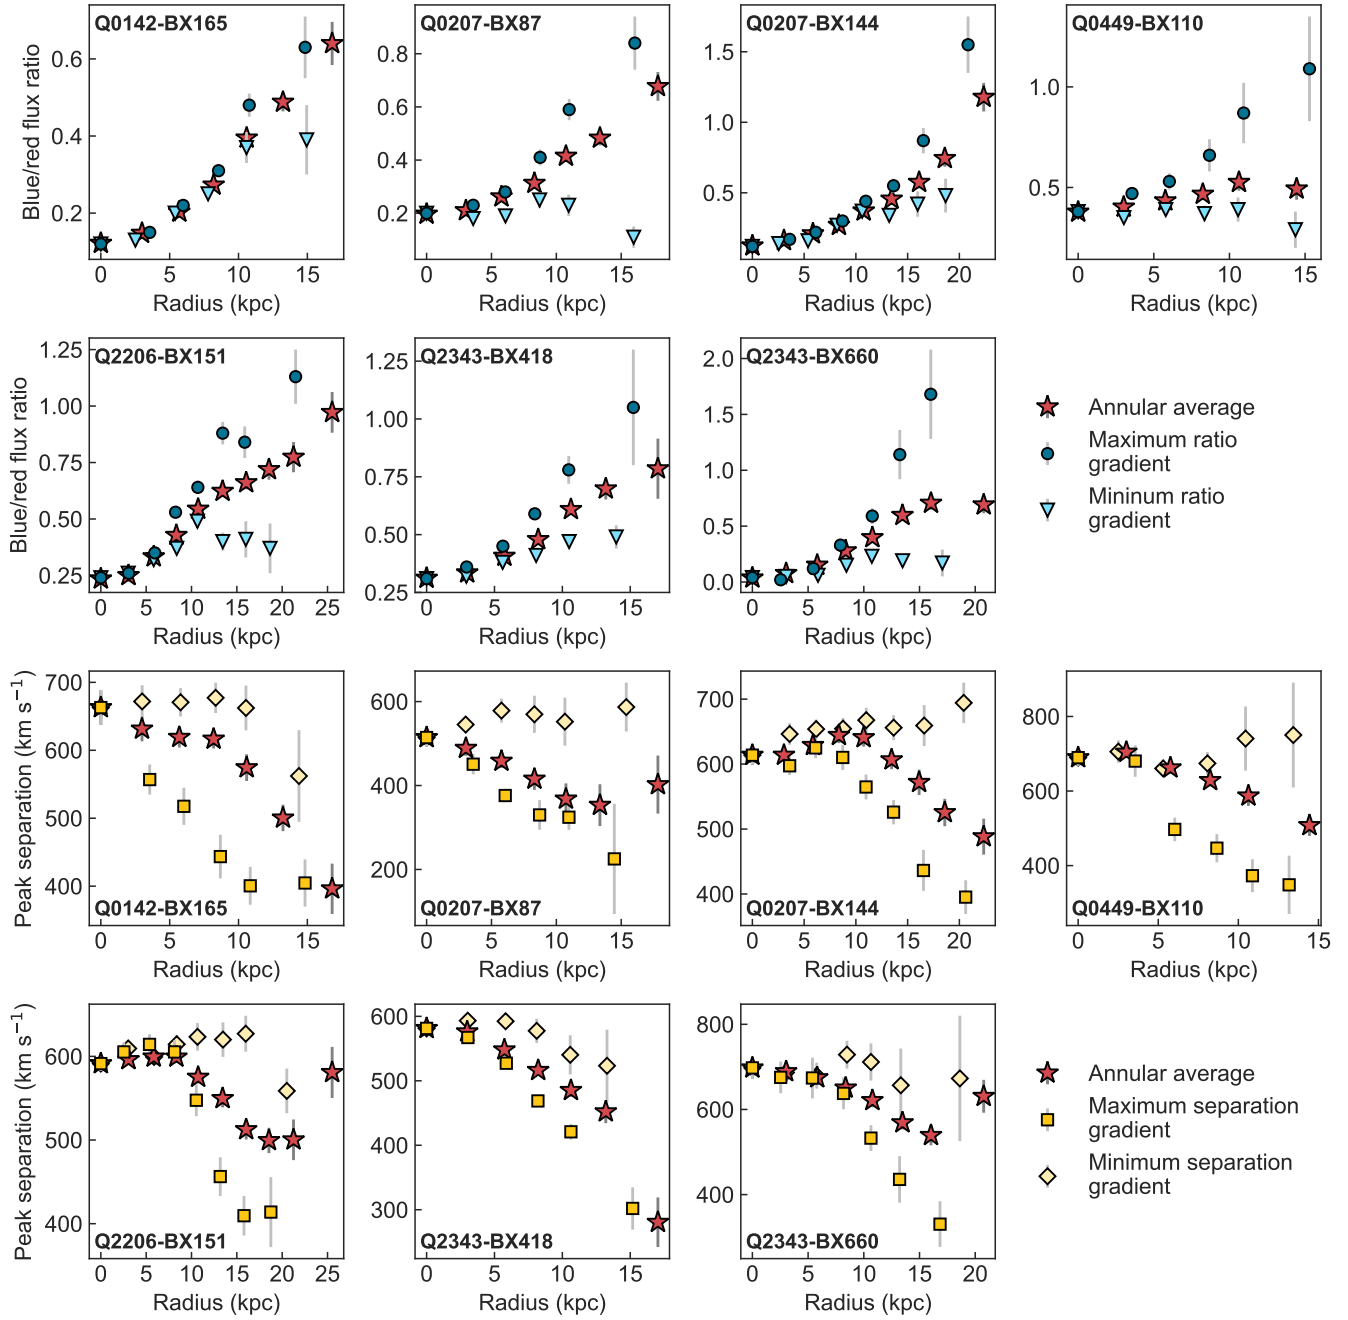 Q0142-BX165
Q0207-BX87
Q0207-BX144
Q0449-BX110
Blue/red flux ratio
0.6
0.4
0.2
0.8
0.6
0.4
0.2
1.5
1.0
0.5
1.0
0.5
0 5 10 15
0 5 10 15
0 5 10 15 20
0 5 10 15
Radius (kpc)
Radius (kpc)
Radius (kpc)
Radius (kpc)
Q2206-BX151
Q2343-BX418
Q2343-BX660
Blue/red flux ratio
1.25
1.00
0.75
0.50
0.25
1.25
1.00
0.75
0.50
0.25
2.0
1.5
1.0
0.5
0.0
Annular average
Maximum ratio
gradient
Mininum ratio
gradient
0 5 10 15 20 25
0 5 10 15
0 5 10 15 20
Radius (kpc)
Radius (kpc)
Radius (kpc)
Peak separation (km s−1)
700
600
500
400
600
400
200
700
600
500
400
800
600
400
Q0142-BX165
Q0207-BX87
Q0207-BX144
Q0449-BX110
0 5 10 15
0 5 10 15
0 5 10 15 20
0 5 10 15
Radius (kpc)
Radius (kpc)
Radius (kpc)
Radius (kpc)
Peak separation (km s−1)
600
500
400
600
500
400
300
800
600
400
Annular average
Maximum separation
gradient
Minimum separation
gradient
Q2206-BX151
Q2343-BX418
Q2343-BX660
0 5 10 15 20 25
0 5 10 15
0 5 10 15 20
Radius (kpc)
Radius (kpc)
Radius (kpc)